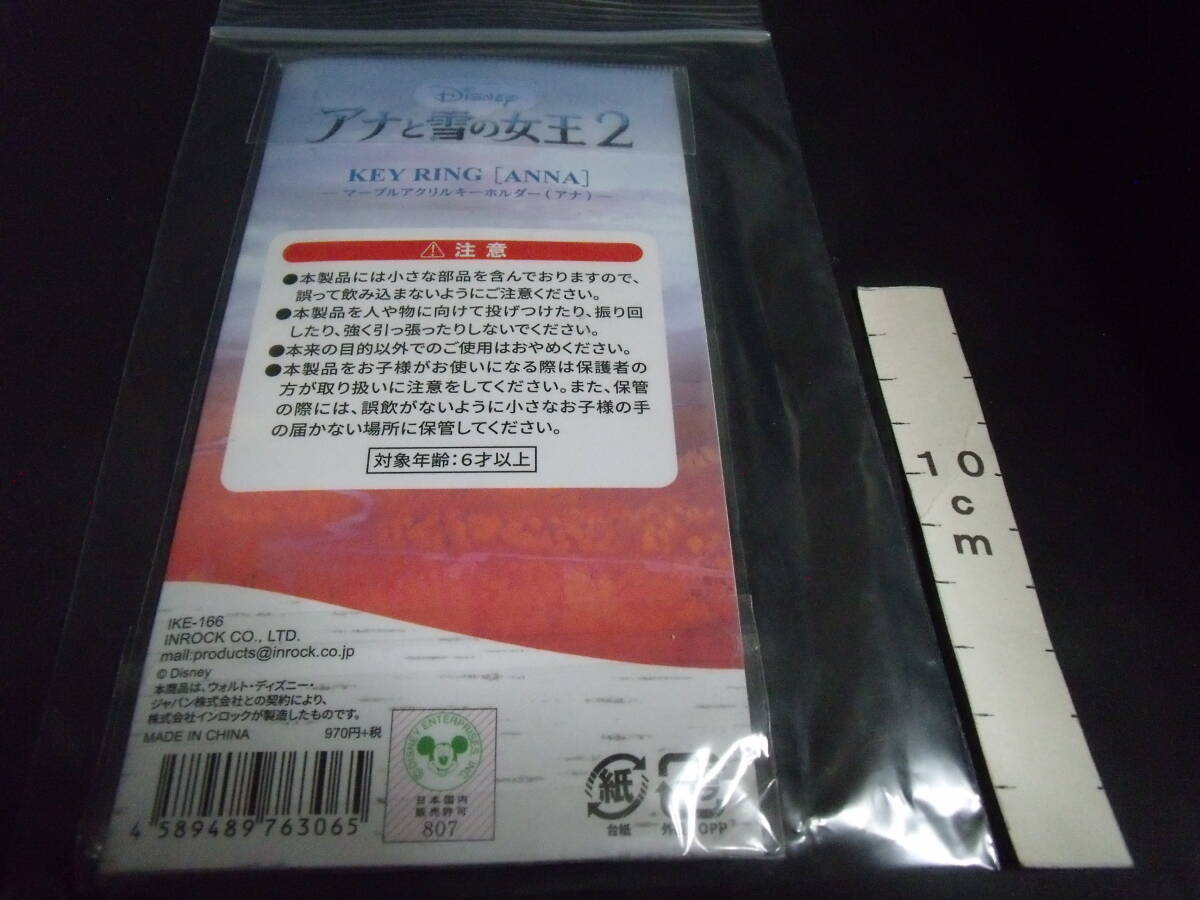 Disney
アナと雪の女王2
KEY RING [ANNA]
マーブルアクリルキーホルダー(アナ)
注意
●本製品には小さな部品を含んでおりますので、
誤って飲み込まないようにご注意ください。
●本製品を人や物に向けて投げつけたり、振り回
したり、強く引っ張ったりしないでください。
●本来の目的以外でのご使用はおやめください。
●本製品をお子様がお使いになる際は保護者の
方が取り扱いに注意をしてください。また、保管
の際には、誤飲がないように小さなお子様の手
の届かない場所に保管してください。
対象年齢:6才以上
IKE-166
INROCK CO., LTD.
mail:products@inrock.co.jp
© Disney
本商品は、ウォルト・ディズニー・
ジャパン株式会社との契約により、
株式会社インロックが製造したものです。
MADE IN CHINA 970円+税
4 589489 763065
©DISNEY ENTERPRISES, INC.
日本国内
販売許可
807
紙
台紙
OPP
10
cm